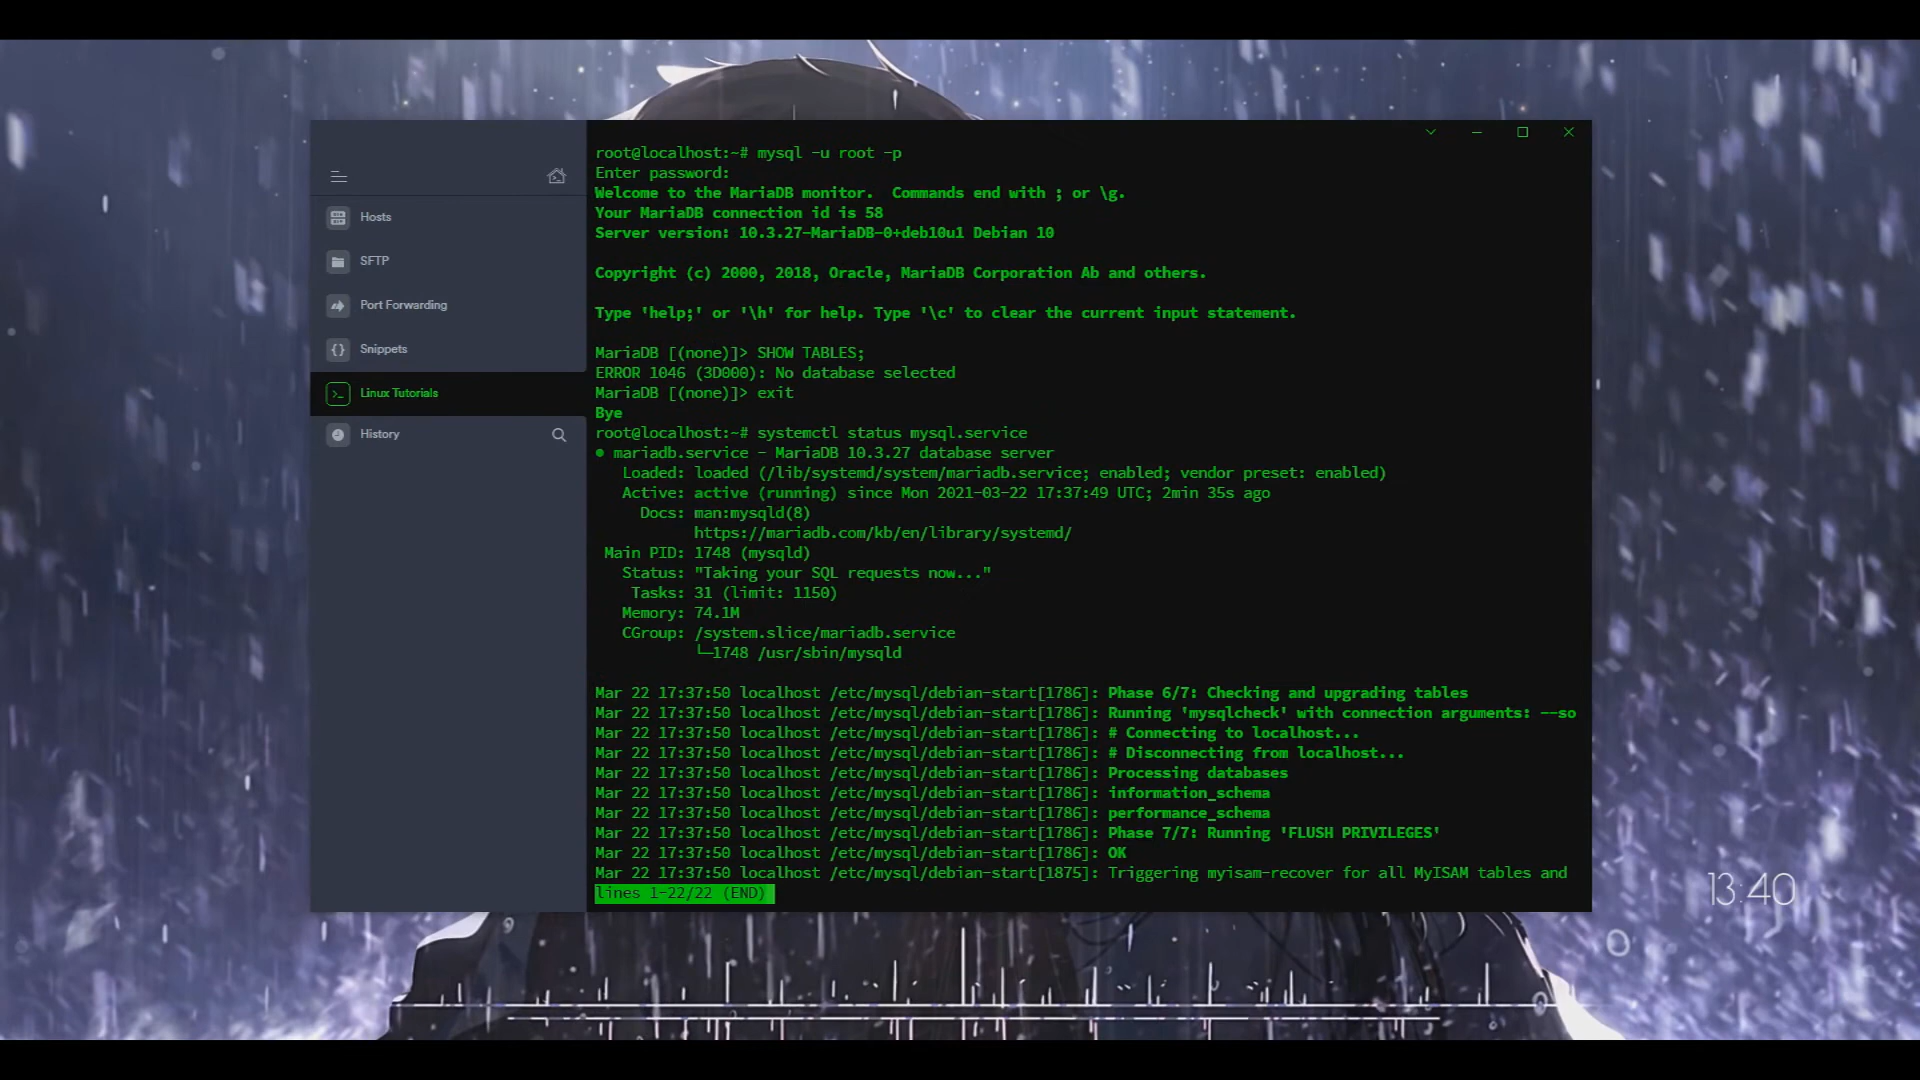 Hosts
SFTP
Port Forwarding
Snippets
Linux Tutorials
History
root@localhost:~# mysql -u root -p
Enter password:
Welcome to the MariaDB monitor.  Commands end with ; or \g.
Your MariaDB connection id is 58
Server version: 10.3.27-MariaDB-0+deb10u1 Debian 10
Copyright (c) 2000, 2018, Oracle, MariaDB Corporation Ab and others.
Type 'help;' or '\h' for help. Type '\c' to clear the current input statement.
MariaDB [(none)]> SHOW TABLES;
ERROR 1046 (3D000): No database selected
MariaDB [(none)]> exit
Bye
root@localhost:~# systemctl status mysql.service
● mariadb.service - MariaDB 10.3.27 database server
Loaded: loaded (/lib/systemd/system/mariadb.service; enabled; vendor preset: enabled)
Active: active (running) since Mon 2021-03-22 17:37:49 UTC; 2min 35s ago
Docs: man:mysqld(8)
https://mariadb.com/kb/en/library/systemd/
Main PID: 1748 (mysqld)
Status: "Taking your SQL requests now..."
Tasks: 31 (limit: 1150)
Memory: 74.1M
CGroup: /system.slice/mariadb.service
└─1748 /usr/sbin/mysqld
Mar 22 17:37:50 localhost /etc/mysql/debian-start[1786]: Phase 6/7: Checking and upgrading tables
Mar 22 17:37:50 localhost /etc/mysql/debian-start[1786]: Running 'mysqlcheck' with connection arguments: --so
Mar 22 17:37:50 localhost /etc/mysql/debian-start[1786]: # Connecting to localhost...
Mar 22 17:37:50 localhost /etc/mysql/debian-start[1786]: # Disconnecting from localhost...
Mar 22 17:37:50 localhost /etc/mysql/debian-start[1786]: Processing databases
Mar 22 17:37:50 localhost /etc/mysql/debian-start[1786]: information_schema
Mar 22 17:37:50 localhost /etc/mysql/debian-start[1786]: performance_schema
Mar 22 17:37:50 localhost /etc/mysql/debian-start[1786]: Phase 7/7: Running 'FLUSH PRIVILEGES'
Mar 22 17:37:50 localhost /etc/mysql/debian-start[1786]: OK
Mar 22 17:37:50 localhost /etc/mysql/debian-start[1875]: Triggering myisam-recover for all MyISAM tables and
lines 1-22/22 (END)
13:40